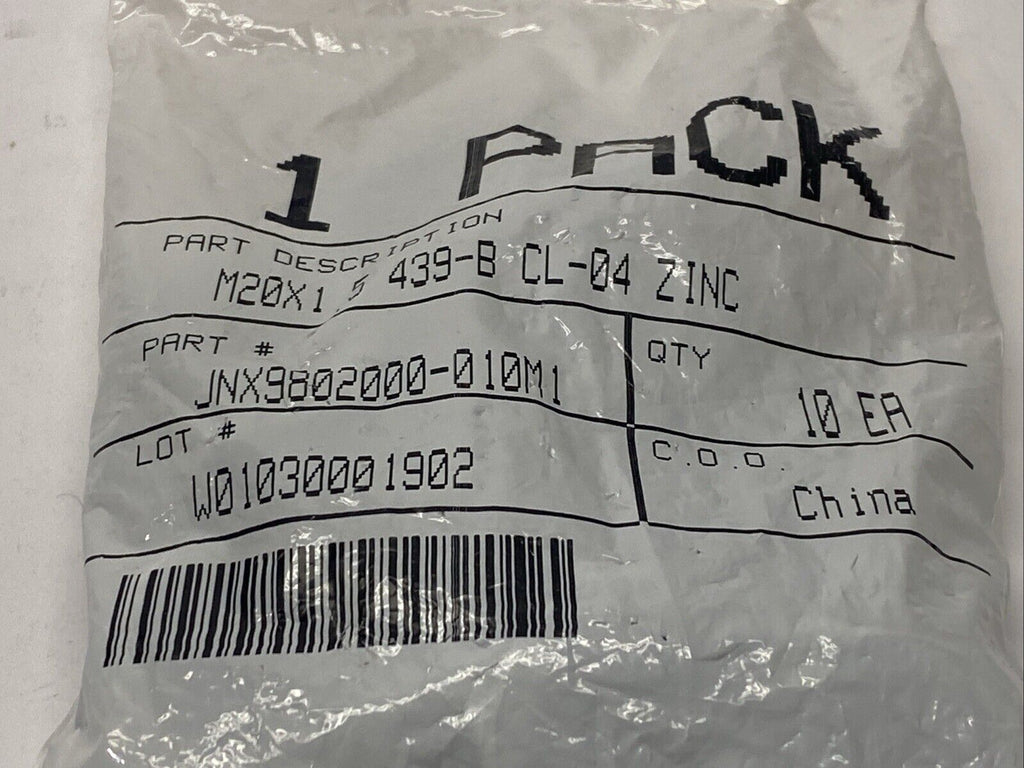 1 PACK
PART DESCRIPTION
M20X1 5 439-B CL-04 ZINC
PART #
JNX9802000-010M1
QTY
10 EA
LOT #
W01030001902
C.O.O.
China